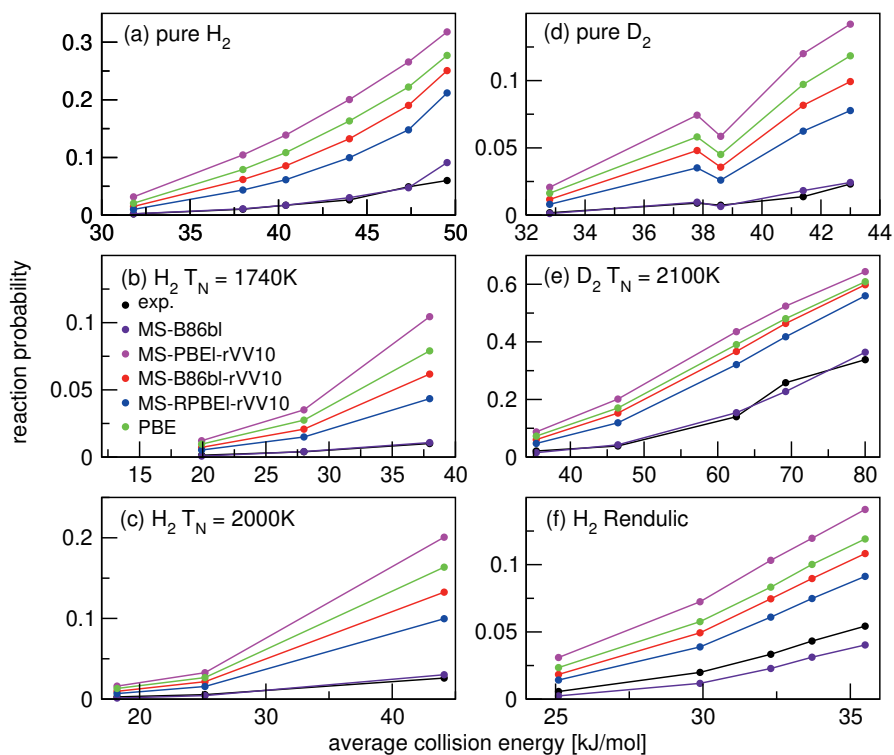 (a) pure H2
0.3
0.2
0.1
0
30 35 40 45 50
(d) pure D2
0.1
0.05
0
32 34 36 38 40 42 44
(b) H2 TN = 1740K
exp.
MS-B86bl
MS-PBEl-rVV10
MS-B86bl-rVV10
MS-RPBEl-rVV10
PBE
0.1
0.05
0
15 20 25 30 35 40
(e) D2 TN = 2100K
0.6
0.4
0.2
0
40 50 60 70 80
(c) H2 TN = 2000K
0.2
0.1
0
20 30 40
(f) H2 Rendulic
0.1
0.05
0
25 30 35
reaction probability
average collision energy [kJ/mol]